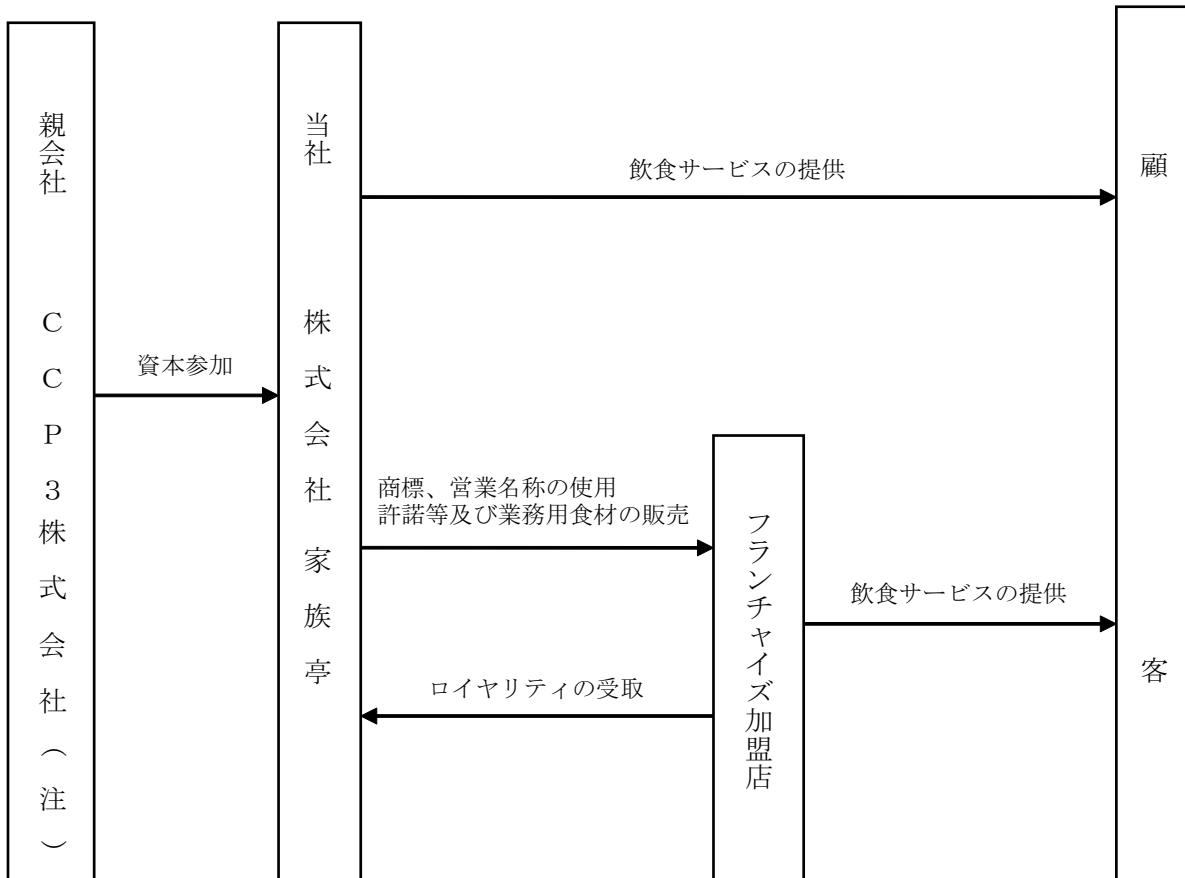 親会社 CCP3株式会社(注)
当社 株式会社家族亭
顧客
飲食サービスの提供
資本参加
商標、営業名称の使用
許諾等及び業務用食材の販売
フランチャイズ加盟店
飲食サービスの提供
ロイヤリティの受取